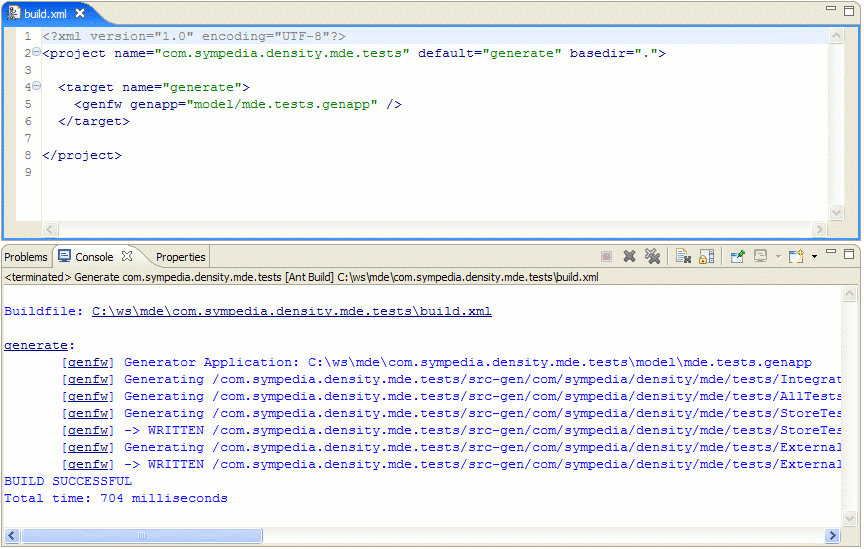 build.xml
1 <?xml version="1.0" encoding="UTF-8"?>
2 <project name="com.sympedia.density.mde.tests" default="generate" basedir=".">
3
4 <target name="generate">
5 <genfw genapp="model/mde.tests.genapp" />
6 </target>
7
8 </project>
9
Problems Console Properties
<terminated> Generate com.sympedia.density.mde.tests [Ant Build] C:\ws\mde\com.sympedia.density.mde.tests\build.xml
Buildfile: C:\ws\mde\com.sympedia.density.mde.tests\build.xml
generate:
[genfw] Generator Application: C:\ws\mde\com.sympedia.density.mde.tests\model\mde.tests.genapp
[genfw] Generating /com.sympedia.density.mde.tests/src-gen/com/sympedia/density/mde/tests/Integrat
[genfw] Generating /com.sympedia.density.mde.tests/src-gen/com/sympedia/density/mde/tests/AllTests
[genfw] Generating /com.sympedia.density.mde.tests/src-gen/com/sympedia/density/mde/tests/StoreTes
[genfw] -> WRITTEN /com.sympedia.density.mde.tests/src-gen/com/sympedia/density/mde/tests/StoreTes
[genfw] Generating /com.sympedia.density.mde.tests/src-gen/com/sympedia/density/mde/tests/External
[genfw] -> WRITTEN /com.sympedia.density.mde.tests/src-gen/com/sympedia/density/mde/tests/External
BUILD SUCCESSFUL
Total time: 704 milliseconds